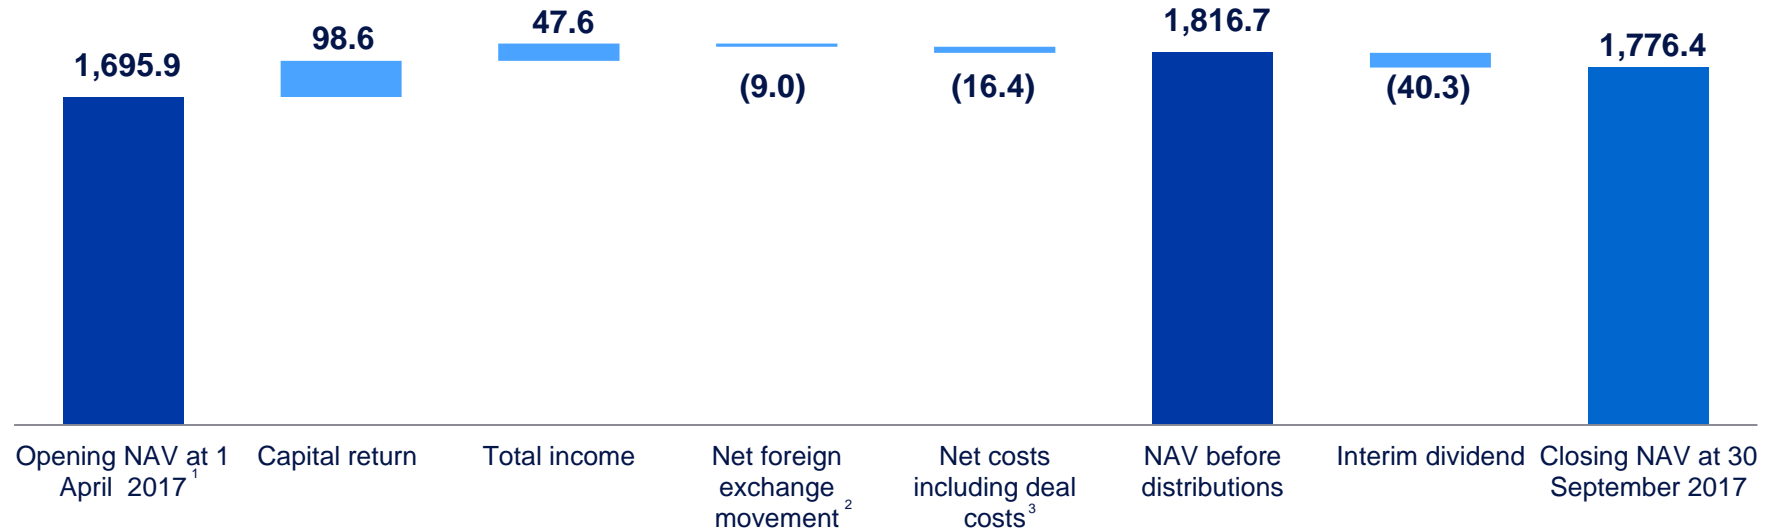 1,695.9
98.6
47.6
(9.0)
(16.4)
1,816.7
(40.3)
1,776.4
Opening NAV at 1
April 2017 1
Capital return
Total income
Net foreign
exchange
movement 2
Net costs
including deal
costs 3
NAV before
distributions
Interim dividend
Closing NAV at 30
September 2017